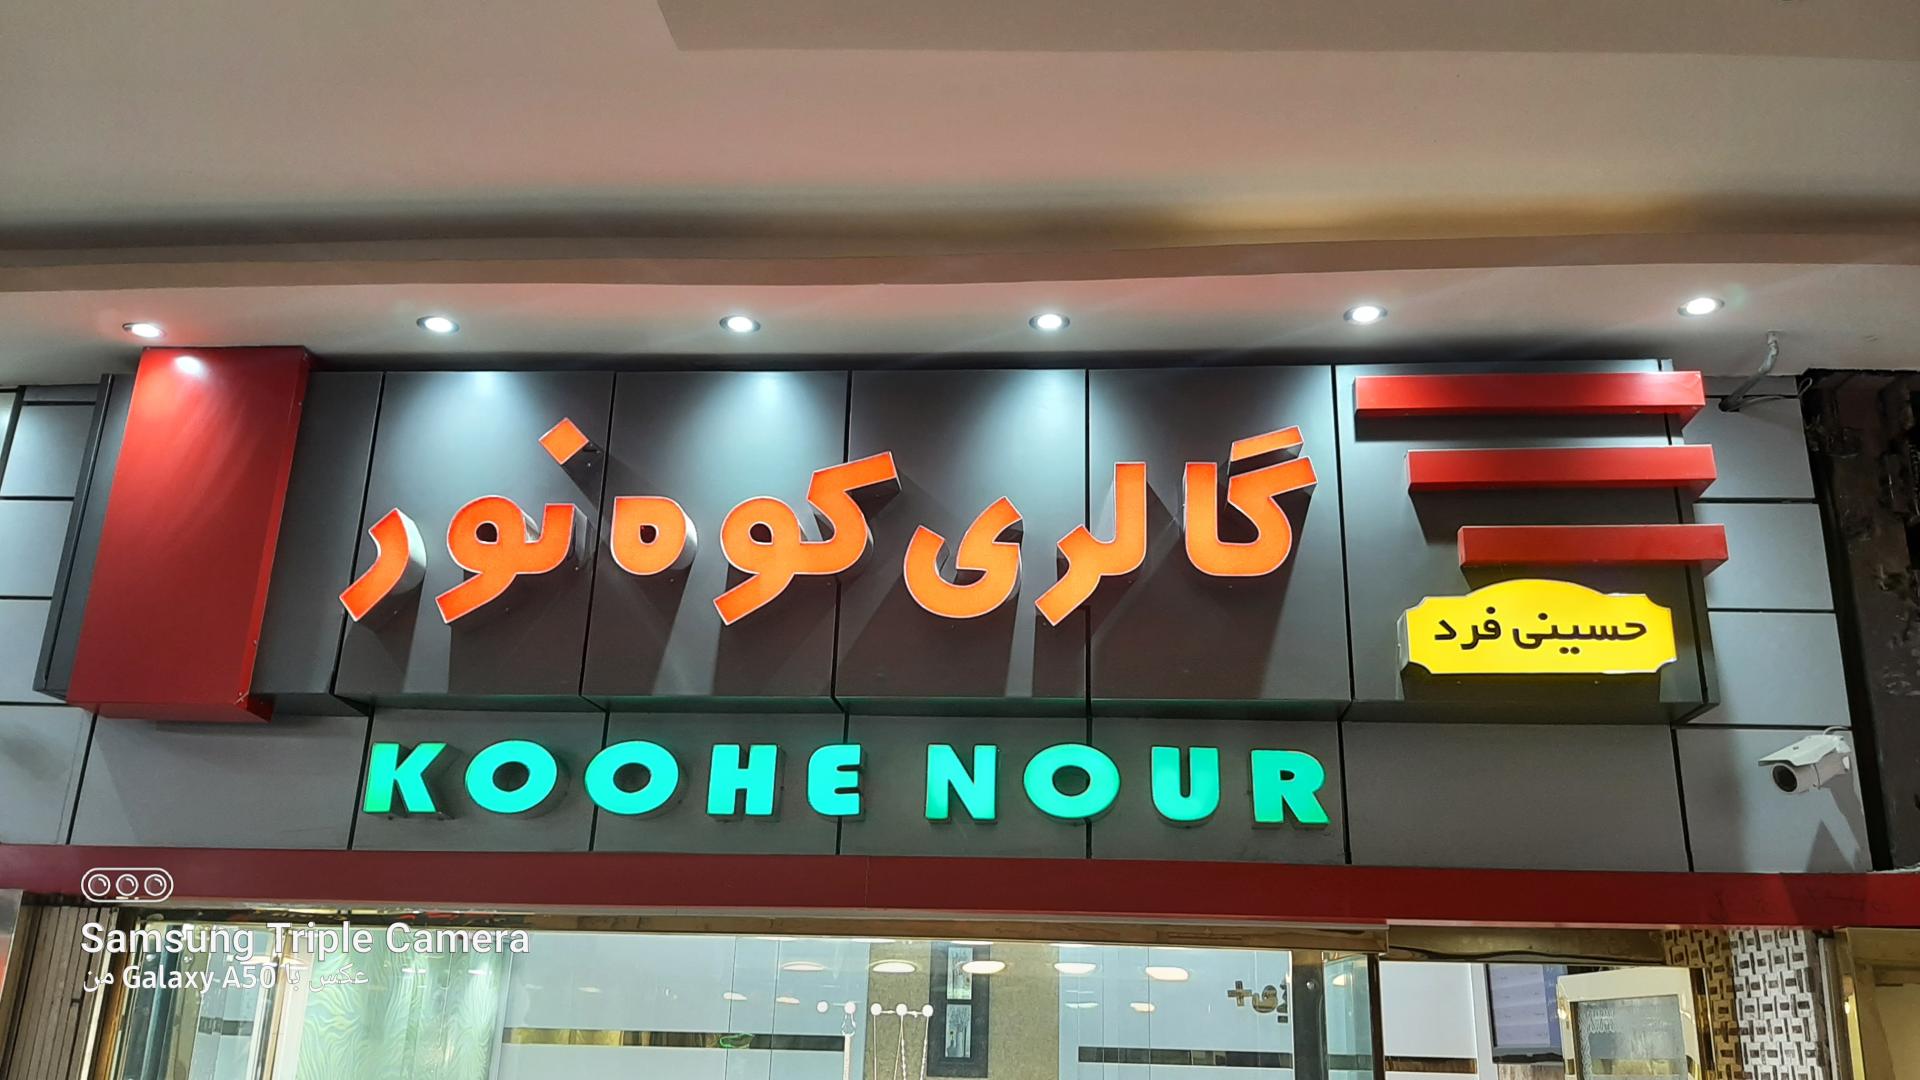 گالری کوه نور
حسینی فرد
KOOHE NOUR
Samsung Triple Camera
عکس با Galaxy A50 من